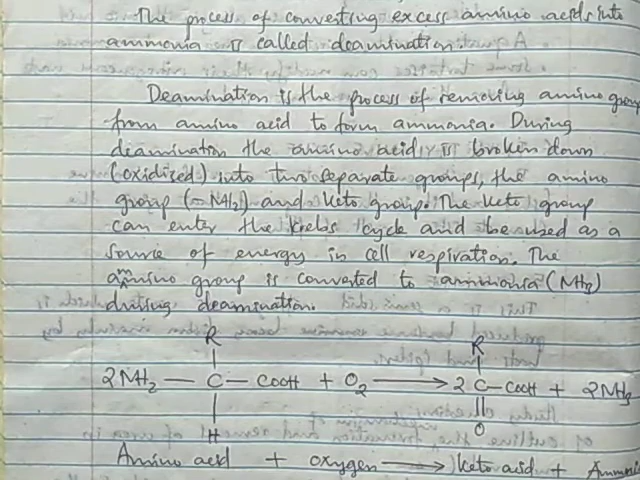 The process of converting excess amino acids into
ammonia is called deamination.
Deamination is the process of removing amino group
from amino acid to form ammonia. During
deamination the amino acid, is broken down
(oxidized) into two separate groups, the amino
group (-NH2) and keto group. The keto group
can enter the krebs cycle and be used as a
source of energy in cell respiration. The
amino group is converted to ammonia (NH3)
during deamination.
R R
2NH2 — C — COOH + O2 → 2 C — COOH + 2NH3
H O
Amino acid + oxygen → keto acid + Ammonia